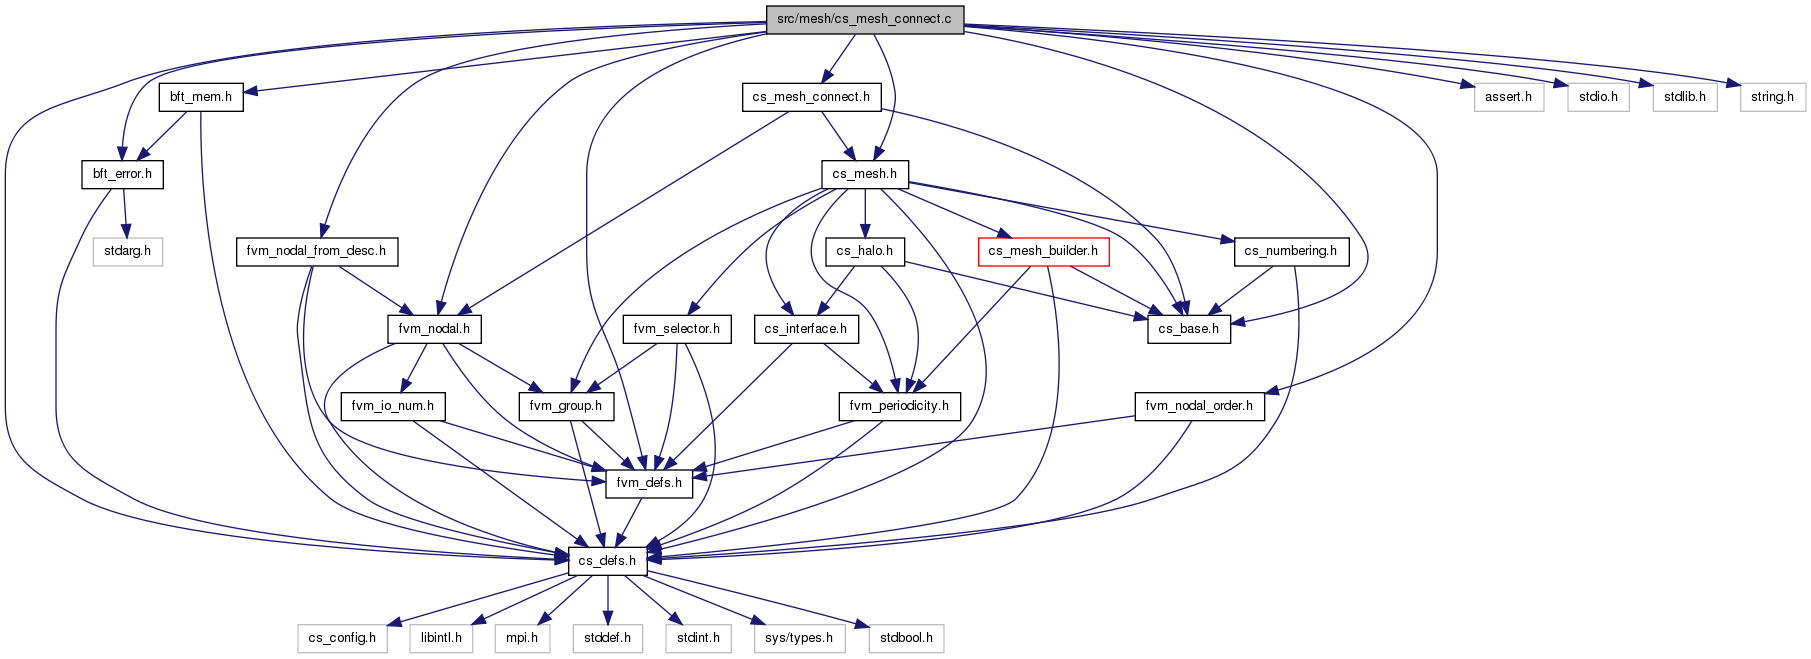 src/mesh/cs_mesh_connect.c
bft_mem.h
cs_mesh_connect.h
assert.h
stdio.h
stdlib.h
string.h
bft_error.h
cs_mesh.h
stdarg.h
fvm_nodal_from_desc.h
cs_halo.h
cs_mesh_builder.h
cs_numbering.h
fvm_nodal.h
fvm_selector.h
cs_interface.h
cs_base.h
fvm_io_num.h
fvm_group.h
fvm_periodicity.h
fvm_nodal_order.h
fvm_defs.h
cs_defs.h
cs_config.h
libintl.h
mpi.h
stddef.h
stdint.h
sys/types.h
stdbool.h